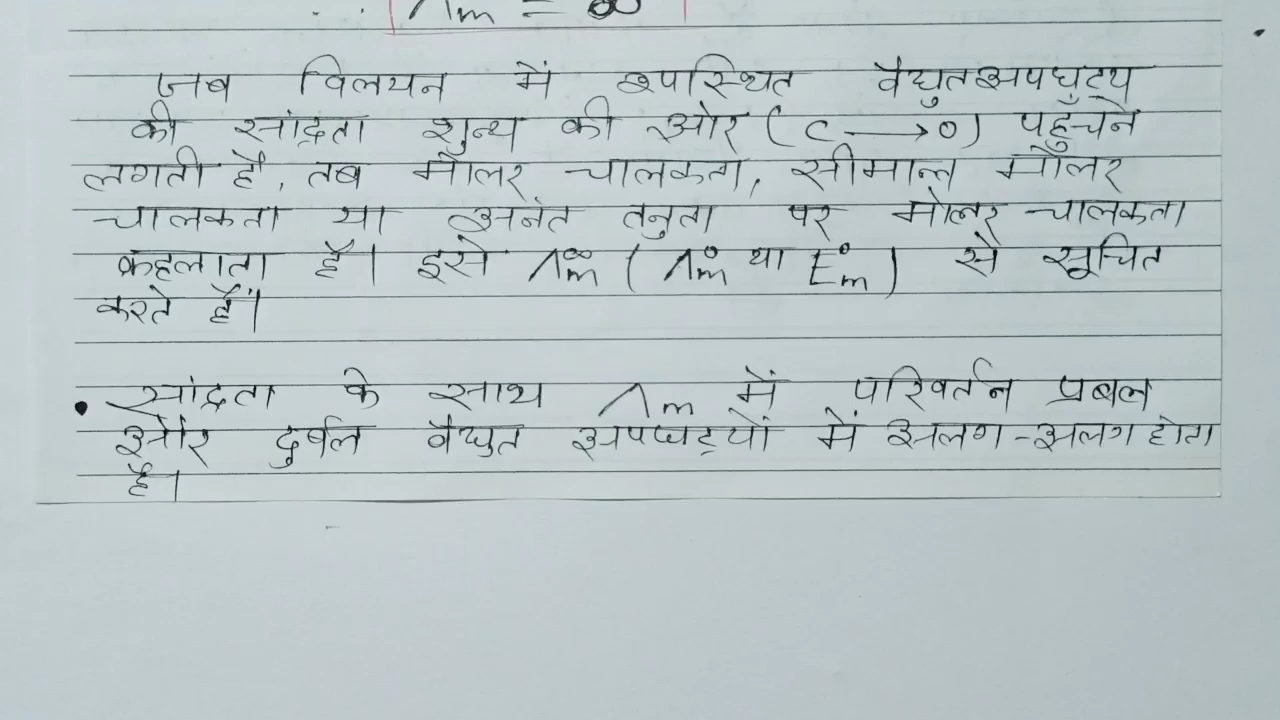 Λm = ∞
जब विलयन में उपस्थित वैद्युतअपघट्य
की सांद्रता शुन्य की ओर ( C ⟶ 0) पहुँचने
लगती है, तब मोलर चालकता, सीमान्त मोलर
चालकता या अनंत तनुता पर मोलर चालकता
कहलाता है। इसे Λ∞m ( Λ°m या E°m ) से सूचित
करते हैं।
• सांद्रता के साथ Λm में परिवर्तन प्रबल
और दुर्बल वैद्युत अपघट्यों में अलग-अलग होता
है।